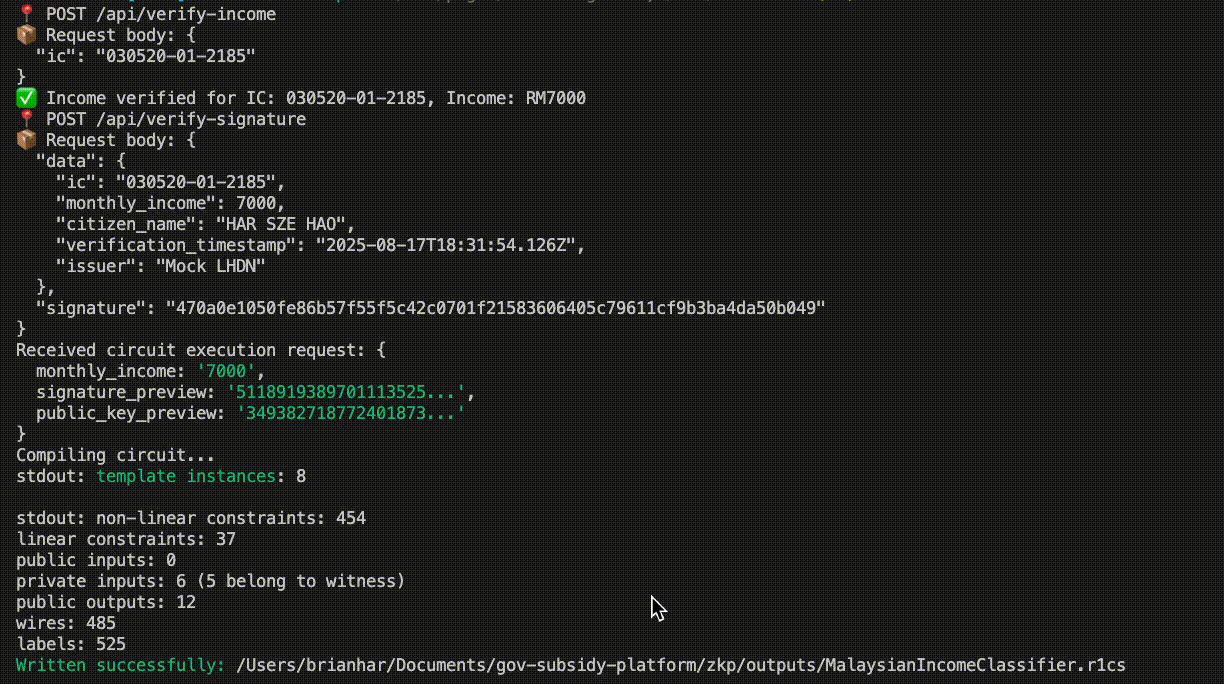 📍 POST /api/verify-income
📦 Request body: {
  "ic": "030520-01-2185"
}
✅ Income verified for IC: 030520-01-2185, Income: RM7000
📍 POST /api/verify-signature
📦 Request body: {
  "data": {
    "ic": "030520-01-2185",
    "monthly_income": 7000,
    "citizen_name": "HAR SZE HAO",
    "verification_timestamp": "2025-08-17T18:31:54.126Z",
    "issuer": "Mock LHDN"
  },
  "signature": "470a0e1050fe86b57f55f5c42c0701f21583606405c79611cf9b3ba4da50b049"
}
Received circuit execution request: {
  monthly_income: '7000',
  signature_preview: '5118919389701113525...',
  public_key_preview: '349382718772401873...'
}
Compiling circuit...
stdout: template instances: 8

stdout: non-linear constraints: 454
linear constraints: 37
public inputs: 0
private inputs: 6 (5 belong to witness)
public outputs: 12
wires: 485
labels: 525
Written successfully: /Users/brianhar/Documents/gov-subsidy-platform/zkp/outputs/MalaysianIncomeClassifier.r1cs